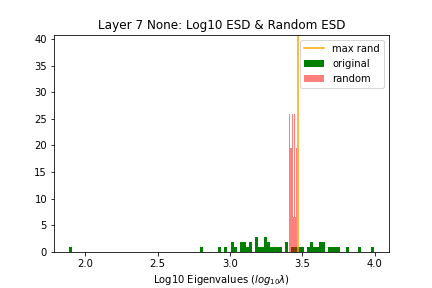 Layer 7 None: Log10 ESD & Random ESD
40
35
30
25
20
15
10
5
0
max rand
original
random
2.0 2.5 3.0 3.5 4.0
Log10 Eigenvalues (log₁₀λ)